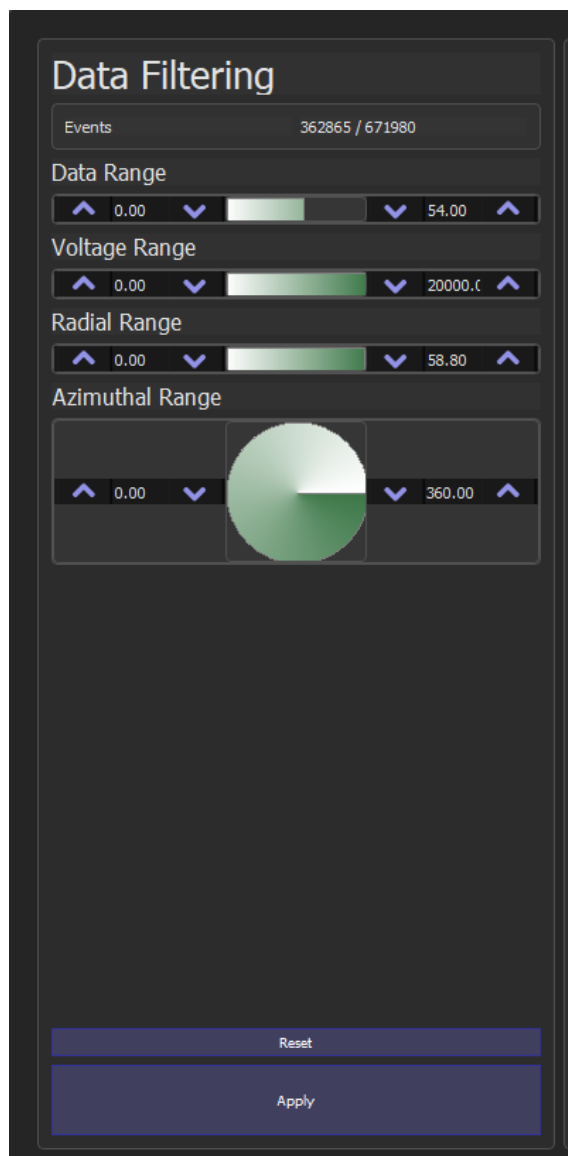 Data Filtering
Events 362865 / 671980
Data Range
0.00 54.00
Voltage Range
0.00 20000.(
Radial Range
0.00 58.80
Azimuthal Range
0.00 360.00
Reset
Apply